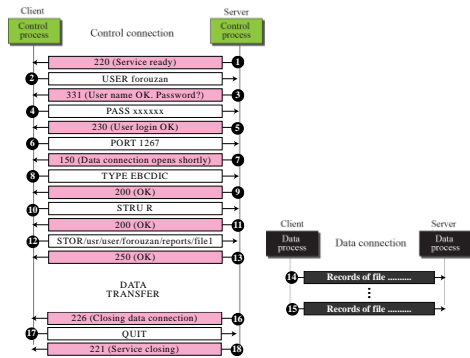 Client
Server
Control process
Control connection
Control process
220 (Service ready)
1
2
USER forouzan
331 (User name OK. Password?)
3
4
PASS xxxxxx
230 (User login OK)
5
6
PORT 1267
150 (Data connection opens shortly)
7
8
TYPE EBCDIC
200 (OK)
9
10
STRU R
200 (OK)
11
12
STOR/usr/user/forouzan/reports/file1
250 (OK)
13
DATA
TRANSFER
226 (Closing data connection)
16
17
QUIT
221 (Service closing)
18
Client
Server
Data process
Data connection
Data process
14
Records of file ..........
15
Records of file ..........